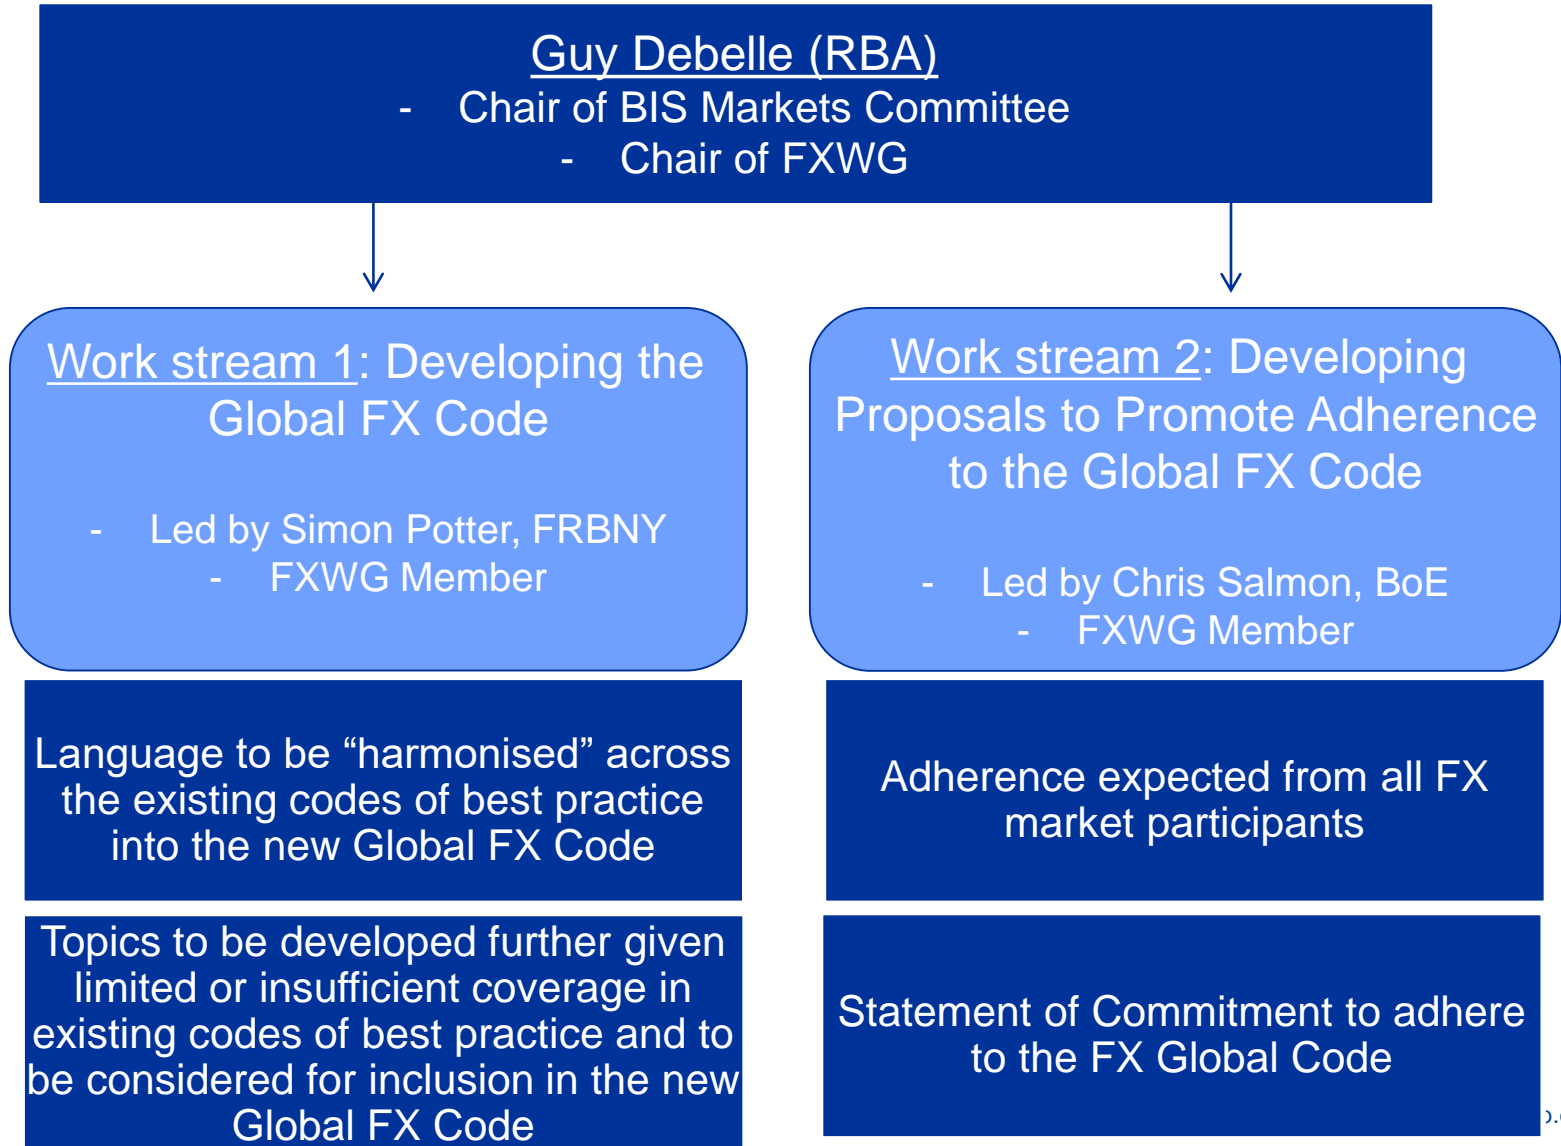 Guy Debelle (RBA)
- Chair of BIS Markets Committee
- Chair of FXWG
Work stream 1: Developing the
Global FX Code
- Led by Simon Potter, FRBNY
- FXWG Member
Language to be “harmonised” across
the existing codes of best practice
into the new Global FX Code
Topics to be developed further given
limited or insufficient coverage in
existing codes of best practice and to
be considered for inclusion in the new
Global FX Code
Work stream 2: Developing
Proposals to Promote Adherence
to the Global FX Code
- Led by Chris Salmon, BoE
- FXWG Member
Adherence expected from all FX
market participants
Statement of Commitment to adhere
to the FX Global Code